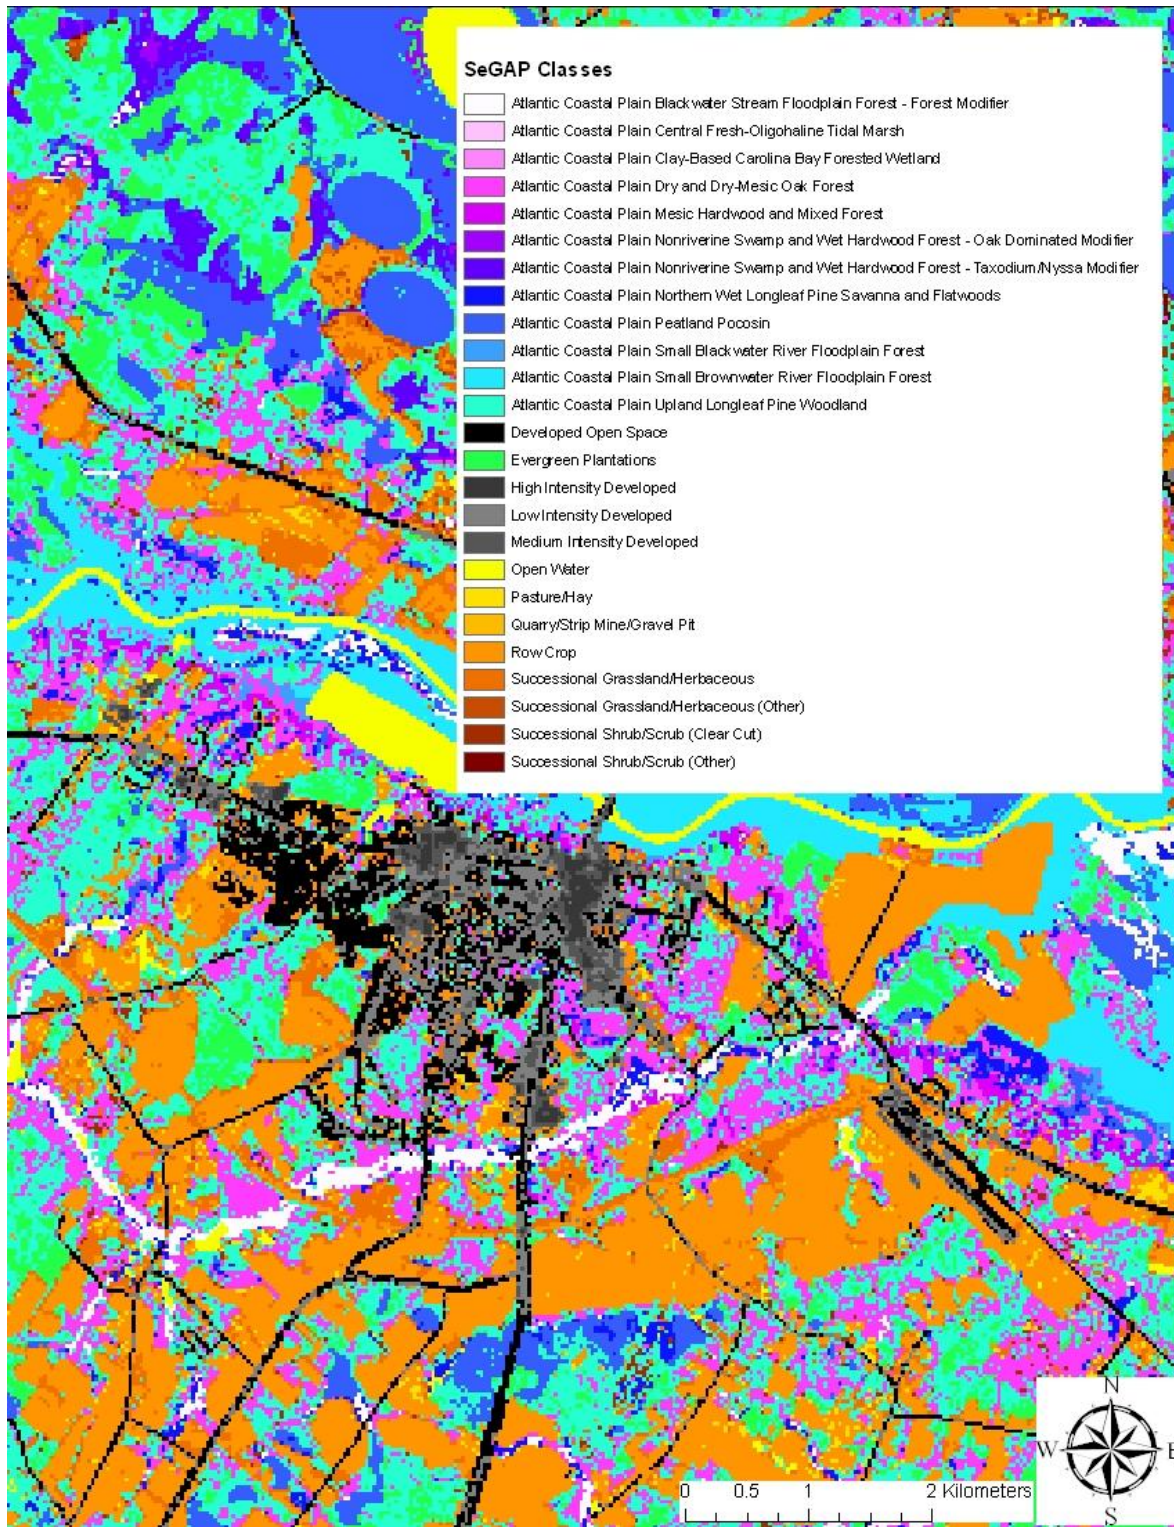 SeGAP Classes
Atlantic Coastal Plain Blackwater Stream Floodplain Forest - Forest Modifier
Atlantic Coastal Plain Central Fresh-Oligohaline Tidal Marsh
Atlantic Coastal Plain Clay-Based Carolina Bay Forested Wetland
Atlantic Coastal Plain Dry and Dry-Mesic Oak Forest
Atlantic Coastal Plain Mesic Hardwood and Mixed Forest
Atlantic Coastal Plain Nonriverine Swamp and Wet Hardwood Forest - Oak Dominated Modifier
Atlantic Coastal Plain Nonriverine Swamp and Wet Hardwood Forest - Taxodium/Nyssa Modifier
Atlantic Coastal Plain Northern Wet Longleaf Pine Savanna and Flatwoods
Atlantic Coastal Plain Peatland Pocosin
Atlantic Coastal Plain Small Blackwater River Floodplain Forest
Atlantic Coastal Plain Small Brownwater River Floodplain Forest
Atlantic Coastal Plain Upland Longleaf Pine Woodland
Developed Open Space
Evergreen Plantations
High Intensity Developed
Low Intensity Developed
Medium Intensity Developed
Open Water
Pasture/Hay
Quarry/Strip Mine/Gravel Pit
Row Crop
Successional Grassland/Herbaceous
Successional Grassland/Herbaceous (Other)
Successional Shrub/Scrub (Clear Cut)
Successional Shrub/Scrub (Other)
N
W E
S
0 0.5 1 2 Kilometers